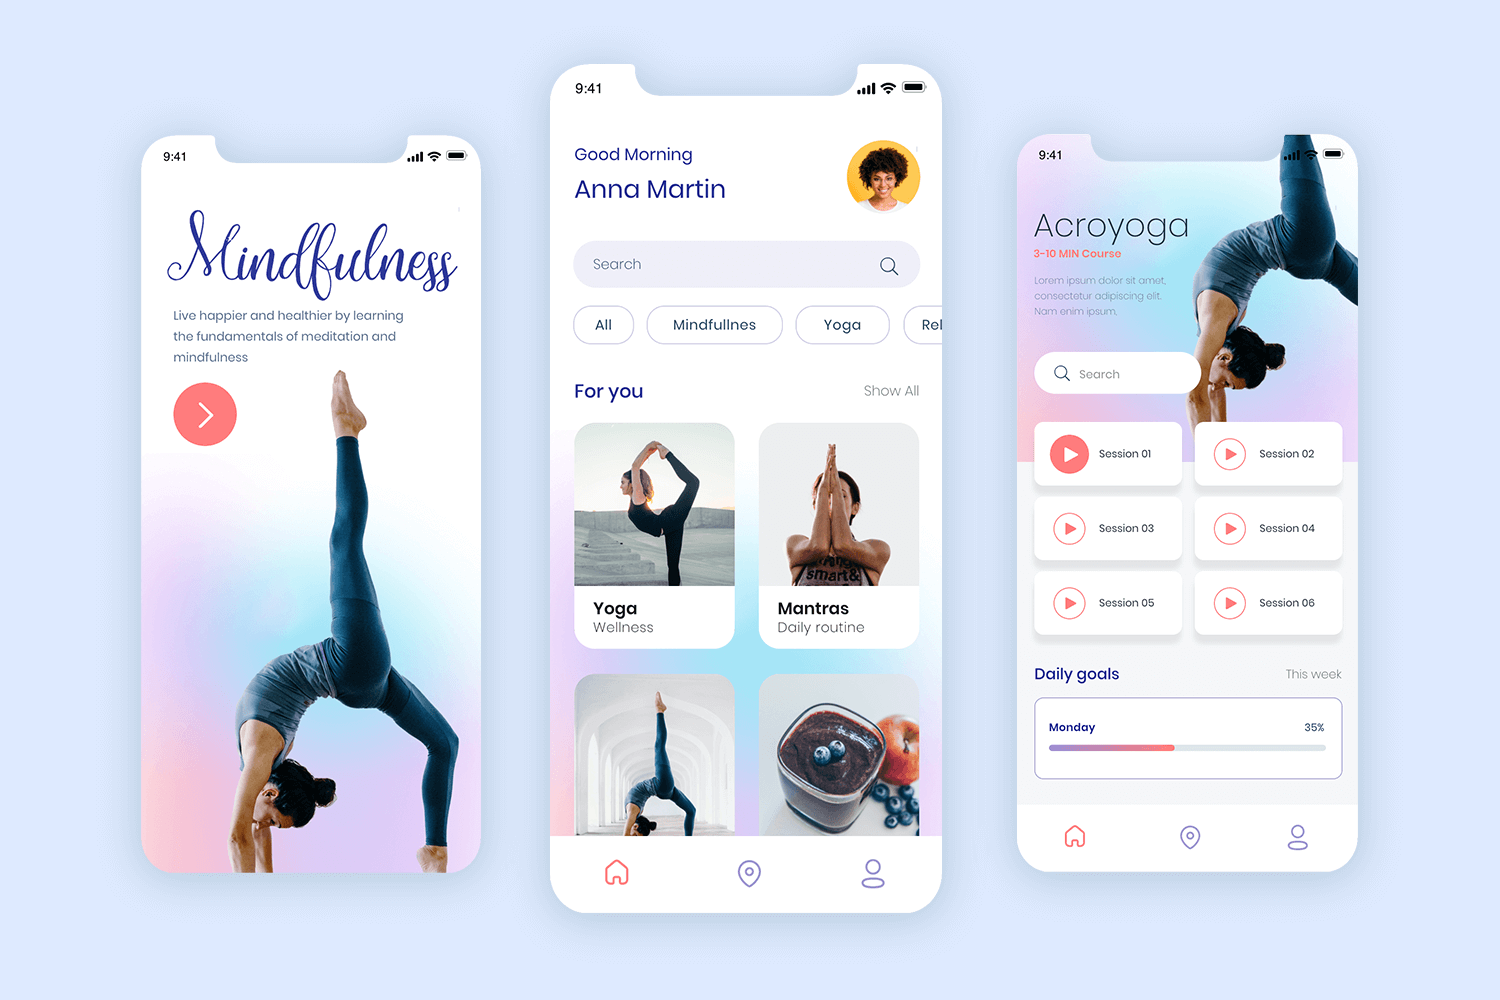 9:41
Mindfulness
Live happier and healthier by learning
the fundamentals of meditation and
mindfulness
9:41
Good Morning
Anna Martin
Search
All
Mindfullnes
Yoga
Rel
For you
Show All
smart&
Yoga
Wellness
Mantras
Daily routine
9:41
Acroyoga
3-10 MIN Course
Lorem ipsum dolor sit amet,
consectetur adipiscing elit.
Nam enim ipsum.
Search
Session 01
Session 02
Session 03
Session 04
Session 05
Session 06
Daily goals
This week
Monday
35%